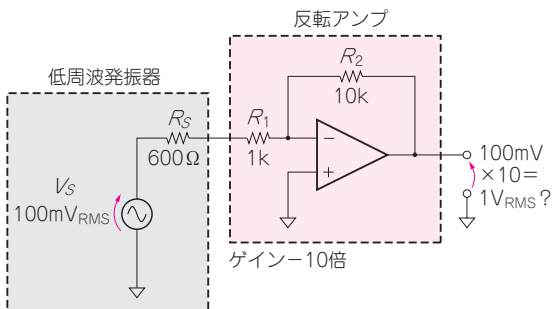 反転アンプ
低周波発振器
R2
10k
RS
600Ω
R1
1k
−
+
VS
100mVRMS
100mV
×10=
1VRMS?
ゲイン−10倍